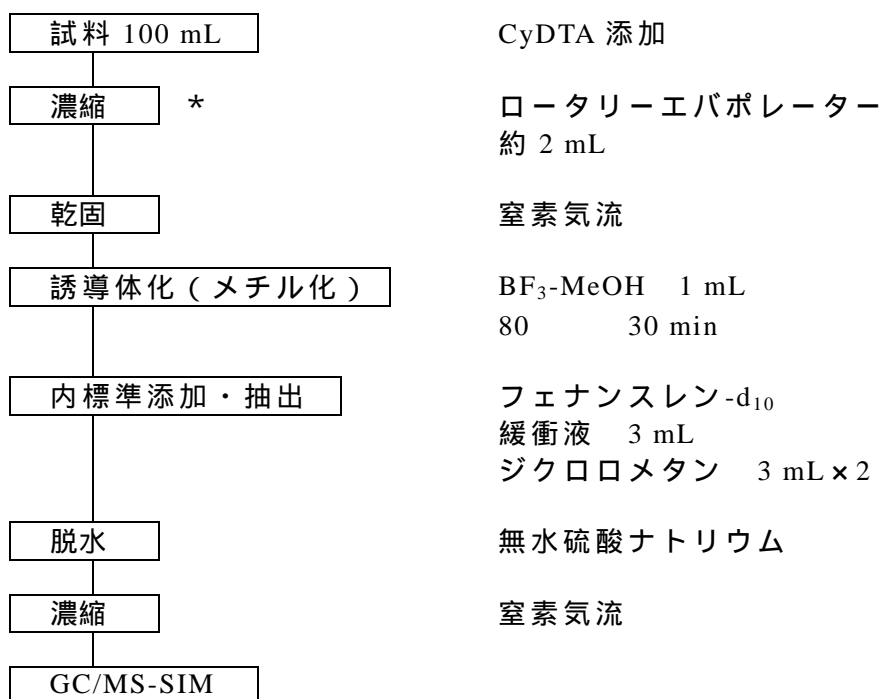 試料 100 mL CyDTA 添加
濃縮 * ロータリーエバポレーター
約 2 mL
乾固 窒素気流
誘導体化(メチル化) BF₃-MeOH 1 mL
80 30 min
内標準添加・抽出 フェナンスレン-d₁₀
緩衝液 3 mL
ジクロロメタン 3 mL×2
脱水 無水硫酸ナトリウム
濃縮 窒素気流
GC/MS-SIM